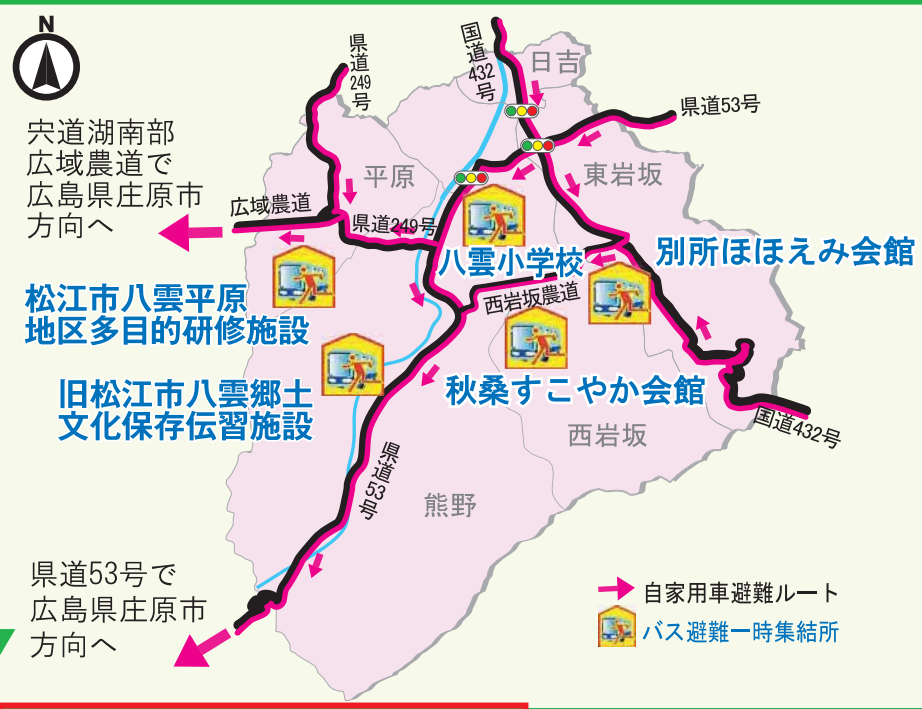 N
県道249号
国道432号
日吉
県道53号
宍道湖南部
広域農道で
広島県庄原市
方向へ
平原
東岩坂
広域農道
県道249号
八雲小学校
別所ほほえみ会館
松江市八雲平原
地区多目的研修施設
西岩坂農道
旧松江市八雲郷土
文化保存伝習施設
秋桑すこやか会館
国道432号
西岩坂
県道53号
熊野
県道53号で
広島県庄原市
方向へ
自家用車避難ルート
バス避難一時集結所